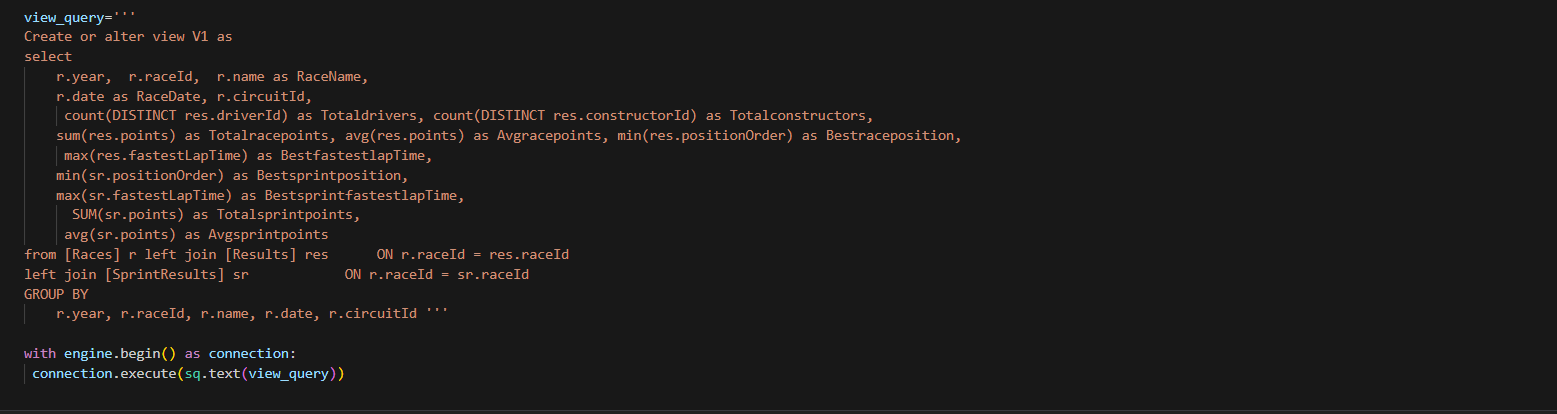 view_query='''
Create or alter view V1 as
select
    r.year,  r.raceId,  r.name as RaceName,
    r.date as RaceDate, r.circuitId,
     count(DISTINCT res.driverId) as Totaldrivers, count(DISTINCT res.constructorId) as Totalconstructors,
    sum(res.points) as Totalracepoints, avg(res.points) as Avgracepoints, min(res.positionOrder) as Bestraceposition,
     max(res.fastestLapTime) as BestfastestlapTime,
    min(sr.positionOrder) as Bestsprintposition,
    max(sr.fastestLapTime) as BestsprintfastestlapTime,
      SUM(sr.points) as Totalsprintpoints,
     avg(sr.points) as Avgsprintpoints
from [Races] r left join [Results] res      ON r.raceId = res.raceId
left join [SprintResults] sr            ON r.raceId = sr.raceId
GROUP BY
    r.year, r.raceId, r.name, r.date, r.circuitId '''
with engine.begin() as connection:
 connection.execute(sq.text(view_query))